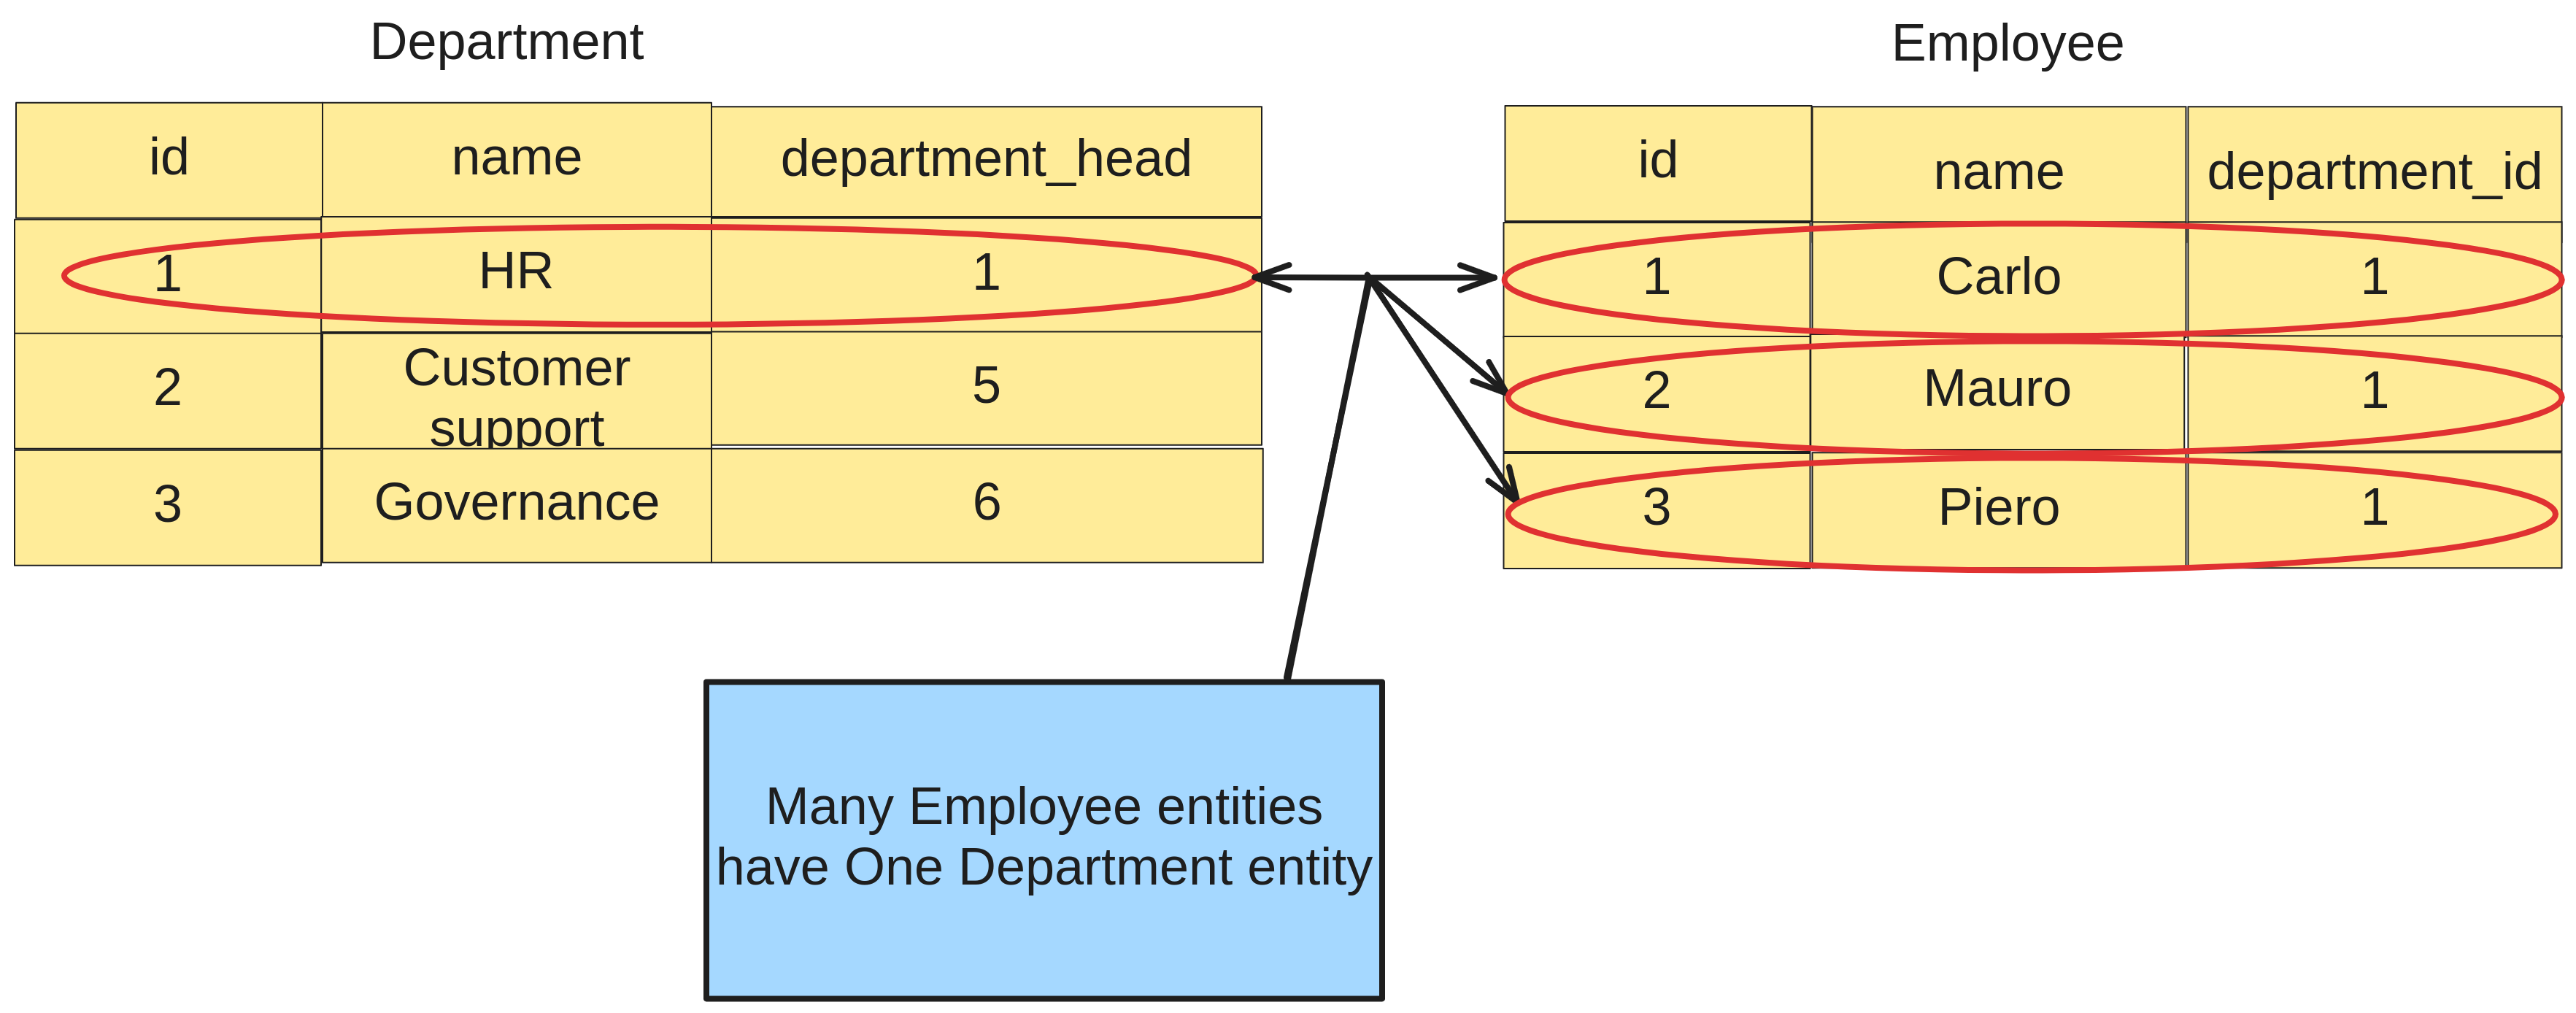 Department
Employee
id name department_head
1 HR 1
2 Customer support 5
3 Governance 6
id name department_id
1 Carlo 1
2 Mauro 1
3 Piero 1
Many Employee entities
have One Department entity